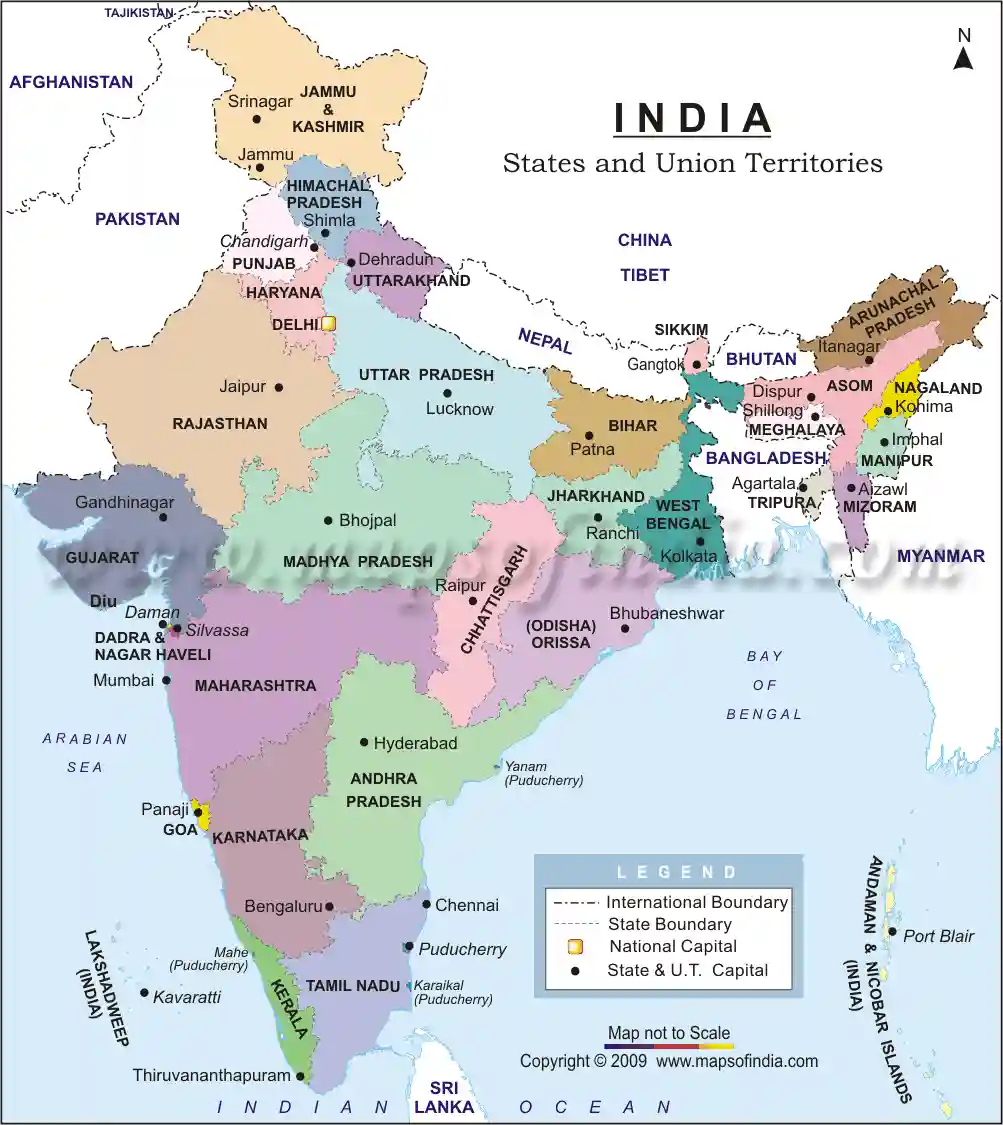 TAJIKISTAN
AFGHANISTAN
N
INDIA
States and Union Territories
JAMMU
&
KASHMIR
Srinagar
Jammu
HIMACHAL
PRADESH
Shimla
PAKISTAN
Chandigarh
PUNJAB
Dehradun
UTTARAKHAND
CHINA
TIBET
HARYANA
DELHI
NEPAL
SIKKIM
Gangtok
BHUTAN
ARUNACHAL
PRADESH
Itanagar
Jaipur
RAJASTHAN
UTTAR PRADESH
Lucknow
BIHAR
Patna
Dispur
ASOM
NAGALAND
Kohima
Shillong
MEGHALAYA
Imphal
MANIPUR
BANGLADESH
Agartala
TRIPURA
Aizawl
MIZORAM
MYANMAR
Gandhinagar
GUJARAT
Bhojpal
MADHYA PRADESH
JHARKHAND
Ranchi
WEST
BENGAL
Kolkata
www.mapsofindia.com
Diu
Daman
Silvassa
DADRA &
NAGAR HAVELI
Mumbai
MAHARASHTRA
Raipur
CHHATTISGARH
(ODISHA)
ORISSA
Bhubaneshwar
BAY
OF
BENGAL
ARABIAN
SEA
Hyderabad
ANDHRA
PRADESH
Yanam
(Puducherry)
Panaji
GOA
KARNATAKA
Bengaluru
Chennai
Puducherry
Mahe
(Puducherry)
KERALA
TAMIL NADU
Karaikal
(Puducherry)
LAKSHADWEEP
(INDIA)
Kavaratti
Thiruvananthapuram
SRI
LANKA
INDIAN OCEAN
LEGEND
International Boundary
State Boundary
National Capital
State & U.T. Capital
Map not to Scale
Copyright © 2009 www.mapsofindia.com
ANDAMAN & NICOBAR ISLANDS
(INDIA)
Port Blair